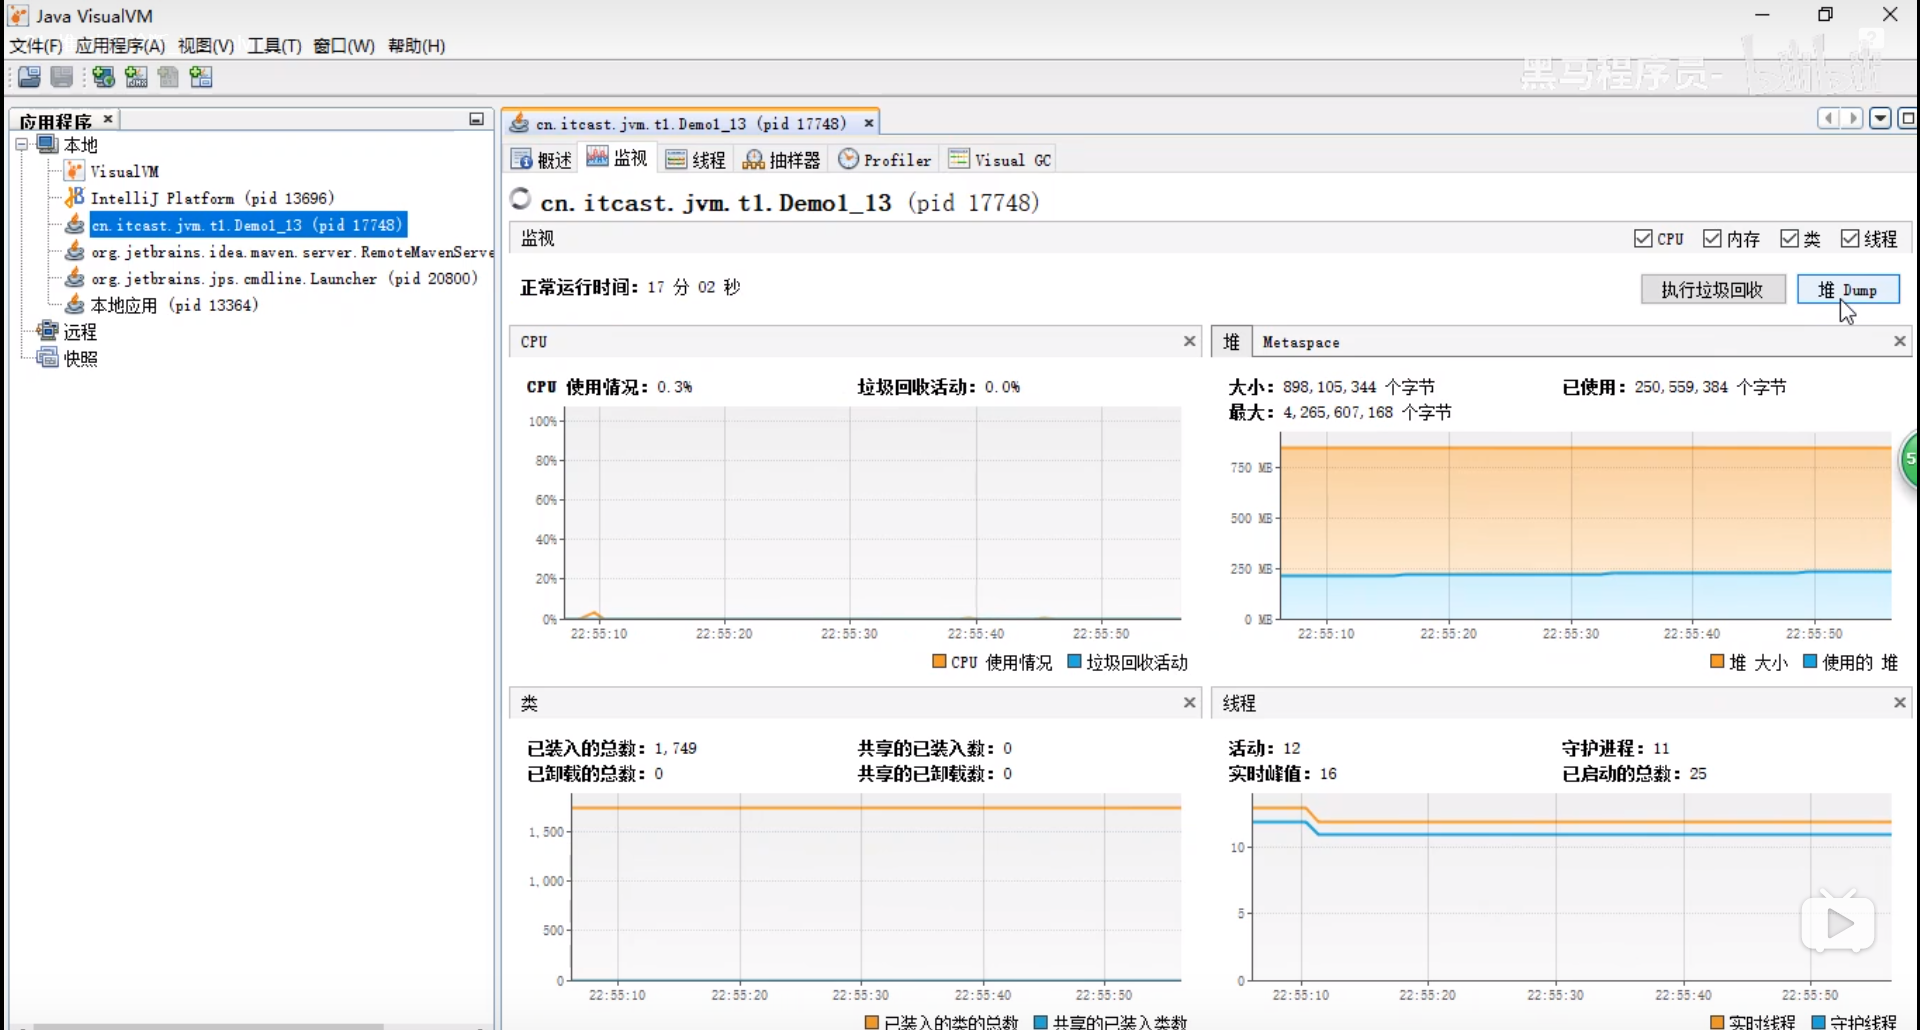 Java VisualVM
文件(F) 应用程序(A) 视图(V) 工具(T) 窗口(W) 帮助(H)
黑马程序员- bilibili
应用程序
本地
VisualVM
IntelliJ Platform (pid 13696)
cn.itcast.jvm.t1.Demo1_13 (pid 17748)
org.jetbrains.idea.maven.server.RemoteMavenServe
org.jetbrains.jps.cmdline.Launcher (pid 20800)
本地应用 (pid 13364)
远程
快照
cn.itcast.jvm.t1.Demo1_13 (pid 17748)
概述 监视 线程 抽样器 Profiler Visual GC
cn.itcast.jvm.t1.Demo1_13 (pid 17748)
监视 CPU 内存 类 线程
正常运行时间: 17 分 02 秒
执行垃圾回收 堆 Dump
CPU
CPU 使用情况: 0.3% 垃圾回收活动: 0.0%
100%
80%
60%
40%
20%
0%
22:55:10 22:55:20 22:55:30 22:55:40 22:55:50
CPU 使用情况 垃圾回收活动
堆 Metaspace
大小: 898,105,344 个字节 已使用: 250,559,384 个字节
最大: 4,265,607,168 个字节
750 MB
500 MB
250 MB
0 MB
22:55:10 22:55:20 22:55:30 22:55:40 22:55:50
堆 大小 使用的 堆
5
类
已装入的总数: 1,749 共享的已装入数: 0
已卸载的总数: 0 共享的已卸载数: 0
1,500
1,000
500
0
22:55:10 22:55:20 22:55:30 22:55:40 22:55:50
已装入的类的总数 共享的已装入类数
线程
活动: 12 守护进程: 11
实时峰值: 16 已启动的总数: 25
10
5
0
22:55:10 22:55:20 22:55:30 22:55:40 22:55:50
实时线程 守护线程